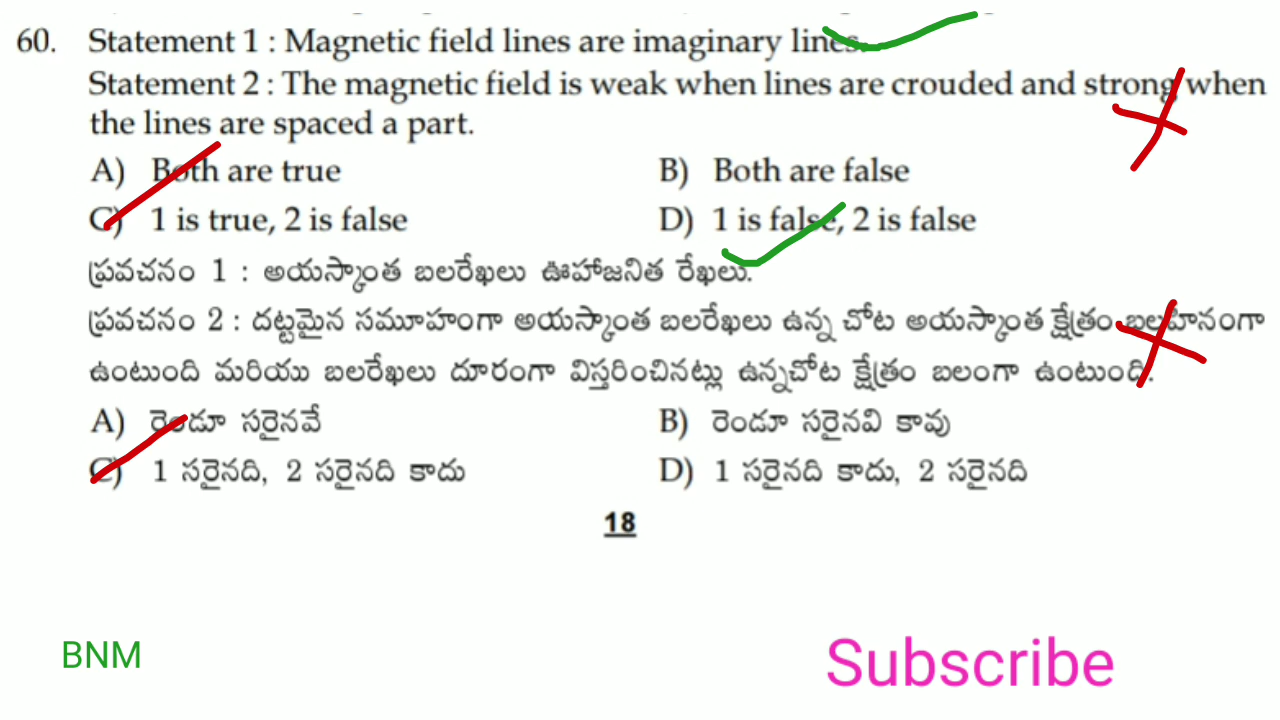 60. Statement 1 : Magnetic field lines are imaginary lines.
Statement 2 : The magnetic field is weak when lines are crouded and strong when
the lines are spaced a part.
A) Both are true B) Both are false
C) 1 is true, 2 is false D) 1 is false, 2 is false
ప్రవచనం 1 : అయస్కాంత బలరేఖలు ఊహాజనిత రేఖలు.
ప్రవచనం 2 : దట్టమైన సమూహంగా అయస్కాంత బలరేఖలు ఉన్న చోట అయస్కాంత క్షేత్రం బలహీనంగా
ఉంటుంది మరియు బలరేఖలు దూరంగా విస్తరించినట్లు ఉన్నచోట క్షేత్రం బలంగా ఉంటుంది.
A) రెండూ సరైనవే B) రెండూ సరైనవి కావు
C) 1 సరైనది, 2 సరైనది కాదు D) 1 సరైనది కాదు, 2 సరైనది
18
BNM Subscribe